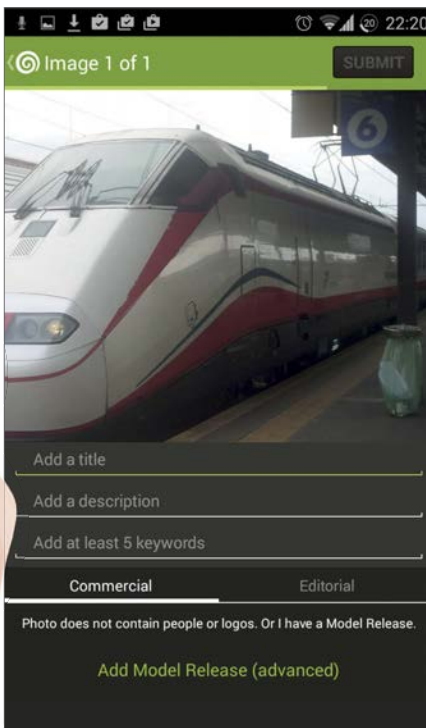 20 22:20
Image 1 of 1
SUBMIT
6
Add a title
Add a description
Add at least 5 keywords
Commercial
Editorial
Photo does not contain people or logos. Or I have a Model Release.
Add Model Release (advanced)